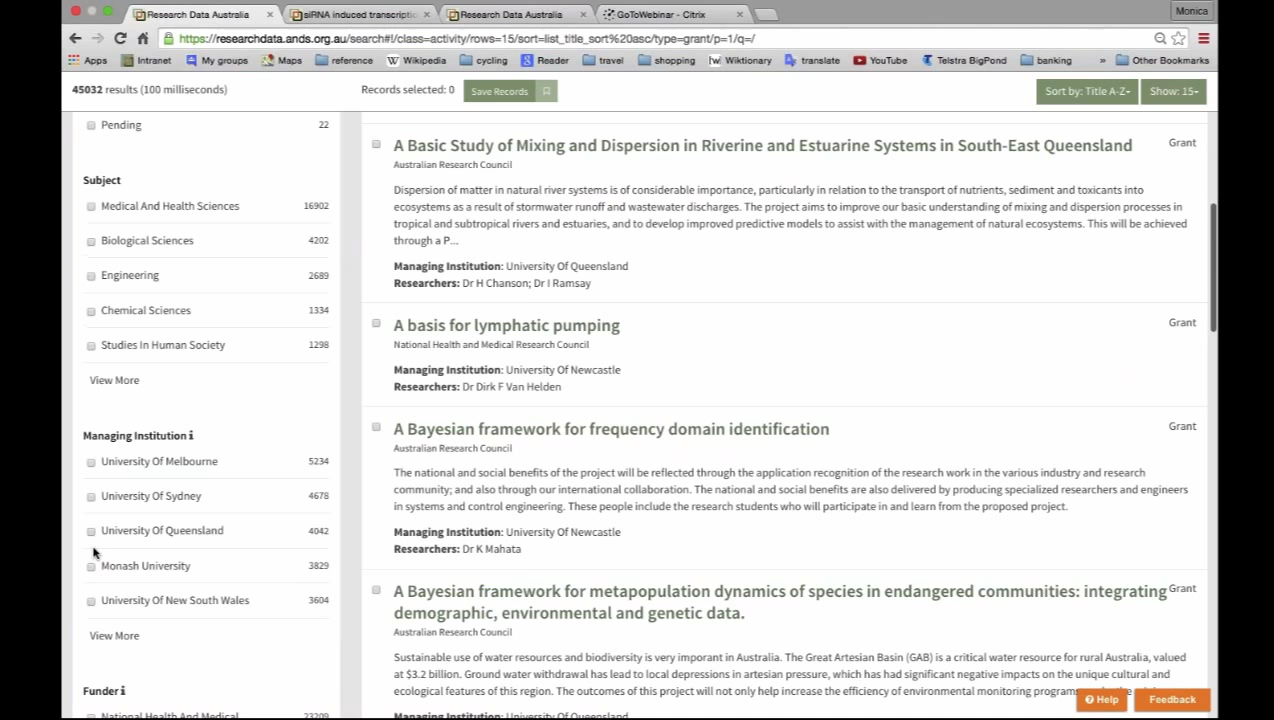 Research Data Australia
siRNA induced transcriptio
Research Data Australia
GoToWebinar - Citrix
Monica
https://researchdata.ands.org.au/search#!/class=activity/rows=15/sort=list_title_sort%20asc/type=grant/p=1/q=/
Apps Intranet My groups Maps reference Wikipedia cycling Reader travel shopping Wiktionary translate YouTube Telstra BigPond banking » Other Bookmarks
45032 results (100 milliseconds)
Records selected: 0
Save Records
Sort by: Title A-Z
Show: 15
Pending 22
Subject
Medical And Health Sciences 16902
Biological Sciences 4202
Engineering 2689
Chemical Sciences 1334
Studies In Human Society 1298
View More
Managing Institution
University Of Melbourne 5234
University Of Sydney 4678
University Of Queensland 4042
Monash University 3829
University Of New South Wales 3604
View More
Funder
National Health And Medical 23209
A Basic Study of Mixing and Dispersion in Riverine and Estuarine Systems in South-East Queensland
Grant
Australian Research Council
Dispersion of matter in natural river systems is of considerable importance, particularly in relation to the transport of nutrients, sediment and toxicants into
ecosystems as a result of stormwater runoff and wastewater discharges. The project aims to improve our basic understanding of mixing and dispersion processes in
tropical and subtropical rivers and estuaries, and to develop improved predictive models to assist with the management of natural ecosystems. This will be achieved
through a P...
Managing Institution: University Of Queensland
Researchers: Dr H Chanson; Dr I Ramsay
A basis for lymphatic pumping
Grant
National Health and Medical Research Council
Managing Institution: University Of Newcastle
Researchers: Dr Dirk F Van Helden
A Bayesian framework for frequency domain identification
Grant
Australian Research Council
The national and social benefits of the project will be reflected through the application recognition of the research work in the various industry and research
community; and also through our international collaboration. The national and social benefits are also delivered by producing specialized researchers and engineers
in systems and control engineering. These people include the research students who will participate in and learn from the proposed project.
Managing Institution: University Of Newcastle
Researchers: Dr K Mahata
A Bayesian framework for metapopulation dynamics of species in endangered communities: integrating
Grant
demographic, environmental and genetic data.
Australian Research Council
Sustainable use of water resources and biodiversity is very imporant in Australia. The Great Artesian Basin (GAB) is a critical water resource for rural Australia, valued
at $3.2 billion. Ground water withdrawal has lead to local depressions in artesian pressure, which has had significant negative impacts on the unique cultural and
ecological features of this region. The outcomes of this project will not only help increase the efficiency of environmental monitoring program
Managing Institution: University Of Queensland
Help
Feedback